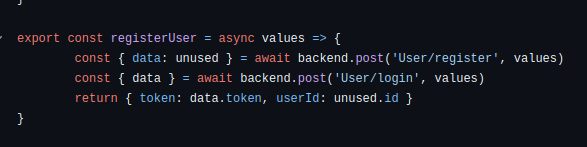 }
export const registerUser = async values => {
const { data: unused } = await backend.post('User/register', values)
const { data } = await backend.post('User/login', values)
return { token: data.token, userId: unused.id }
}